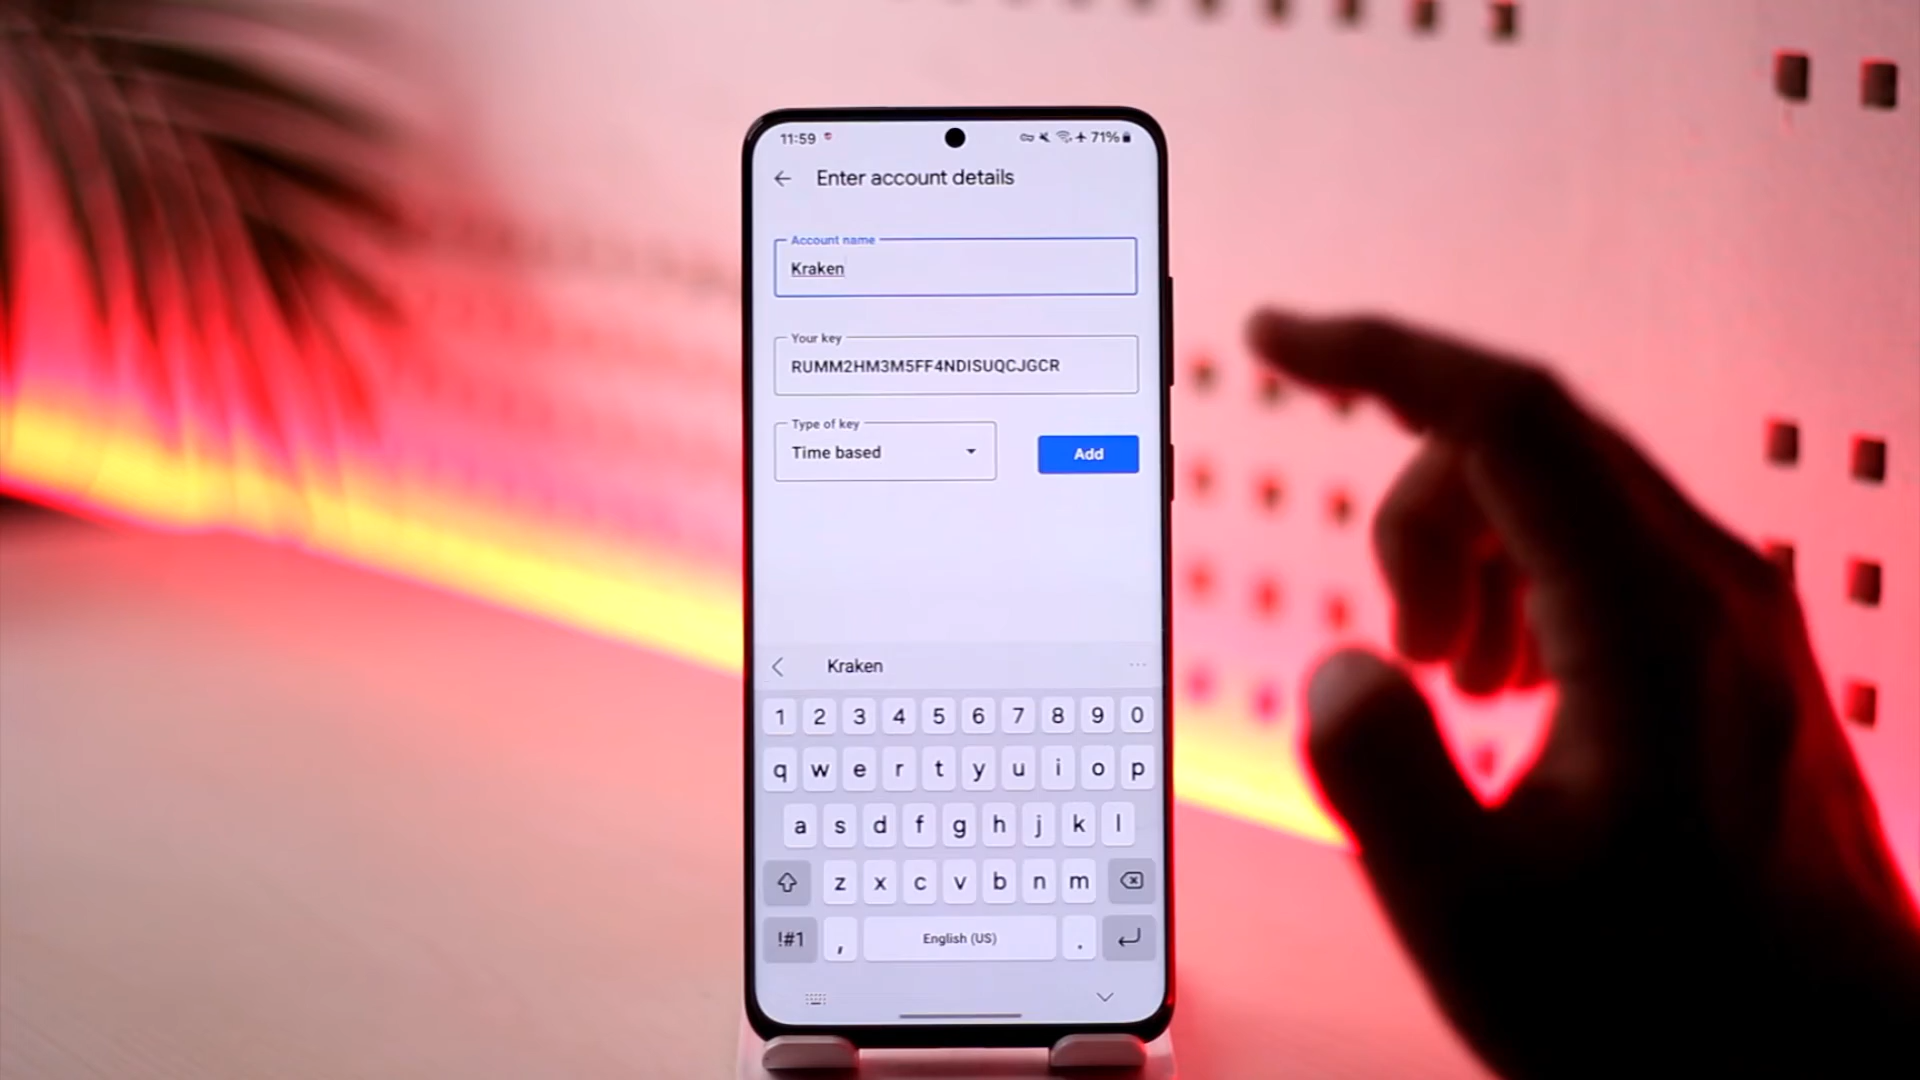 11:59 71%
Enter account details
Account name
Kraken
Your key
RUMM2HM3M5FF4NDISUQCJGCR
Type of key
Time based
Add
Kraken
1 2 3 4 5 6 7 8 9 0
q w e r t y u i o p
a s d f g h j k l
z x c v b n m
!#1 , English (US) .